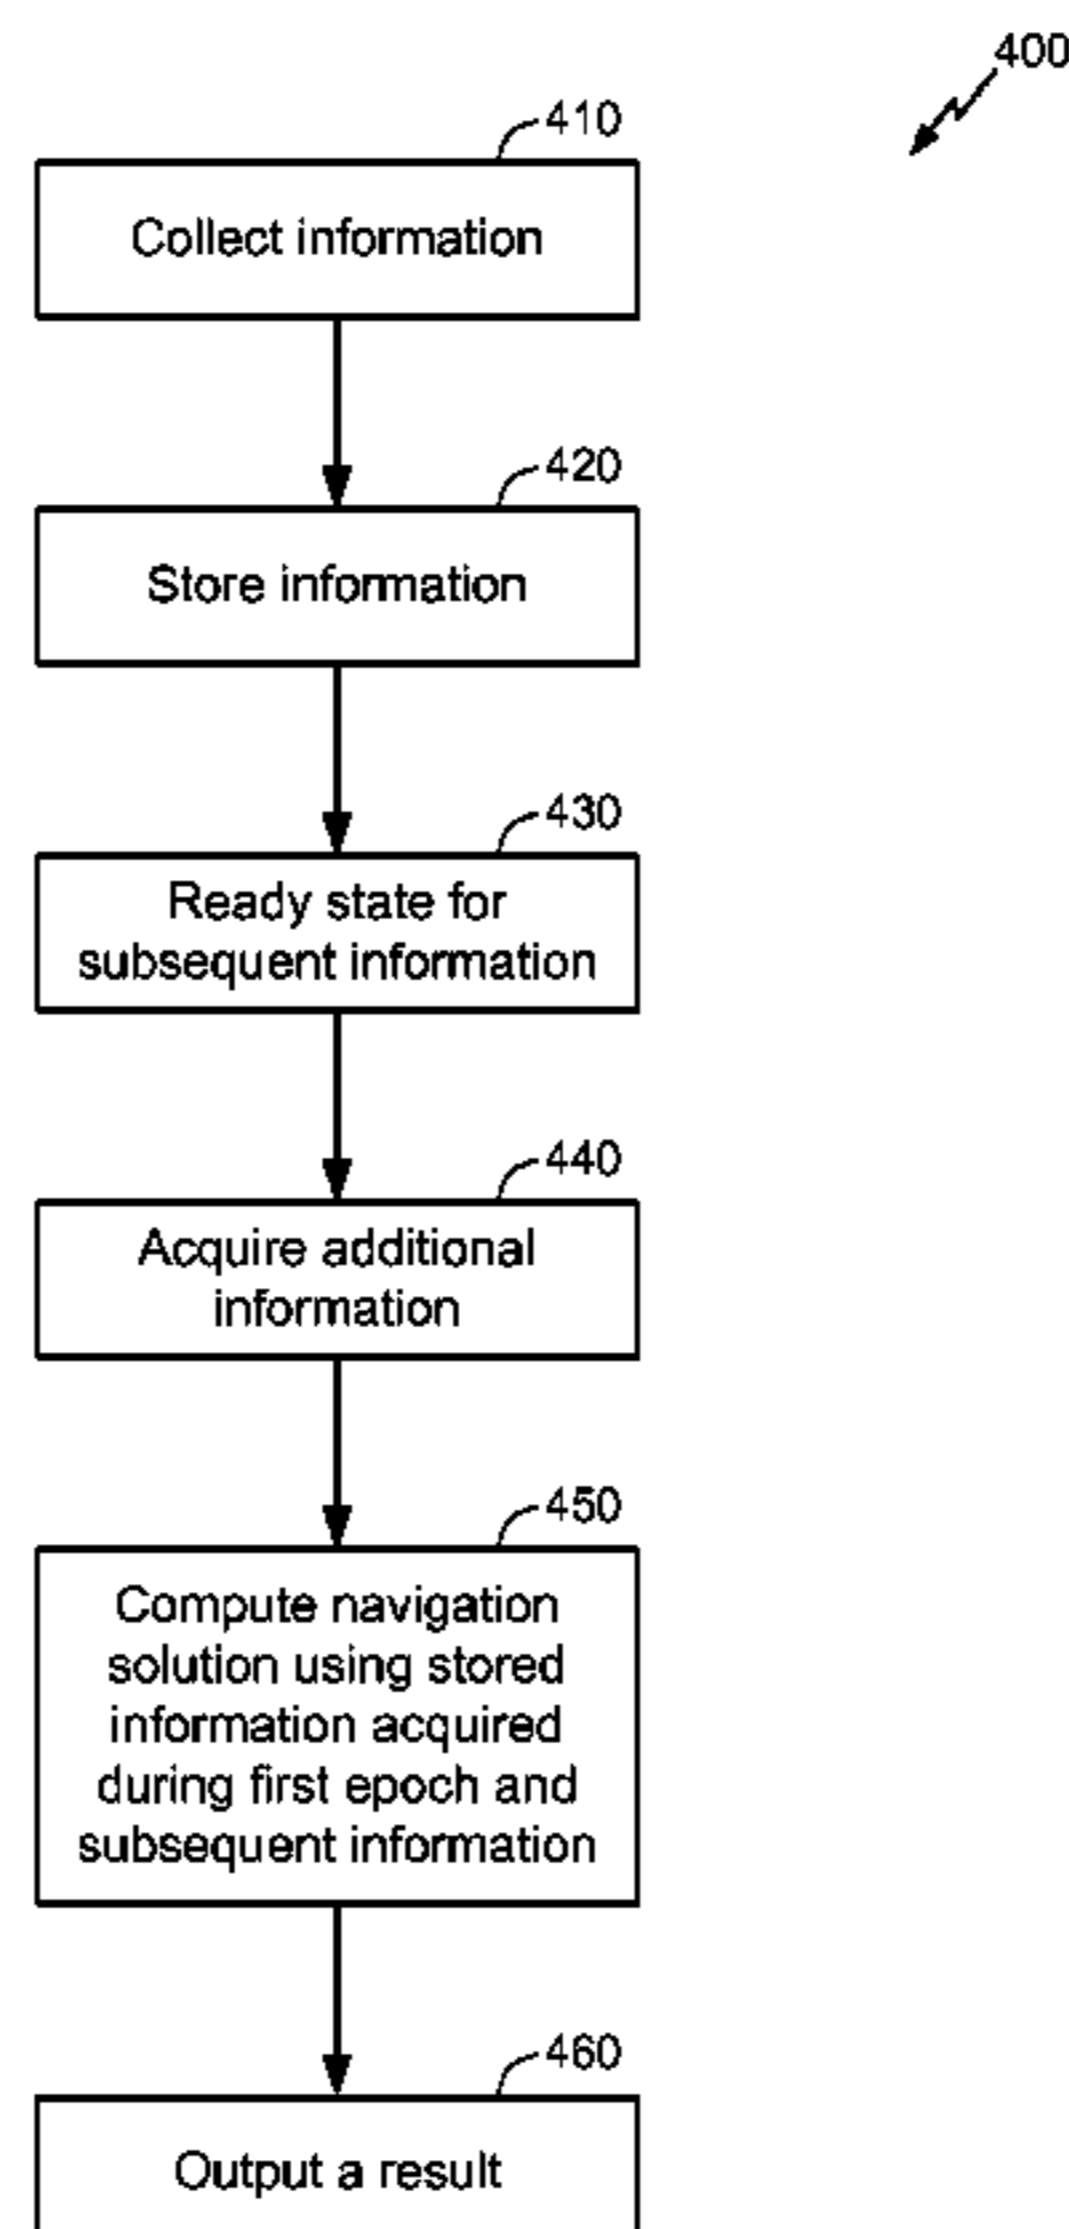 400
410
Collect information
420
Store information
430
Ready state for
subsequent information
440
Acquire additional
information
450
Compute navigation
solution using stored
information acquired
during first epoch and
subsequent information
460
Output a result